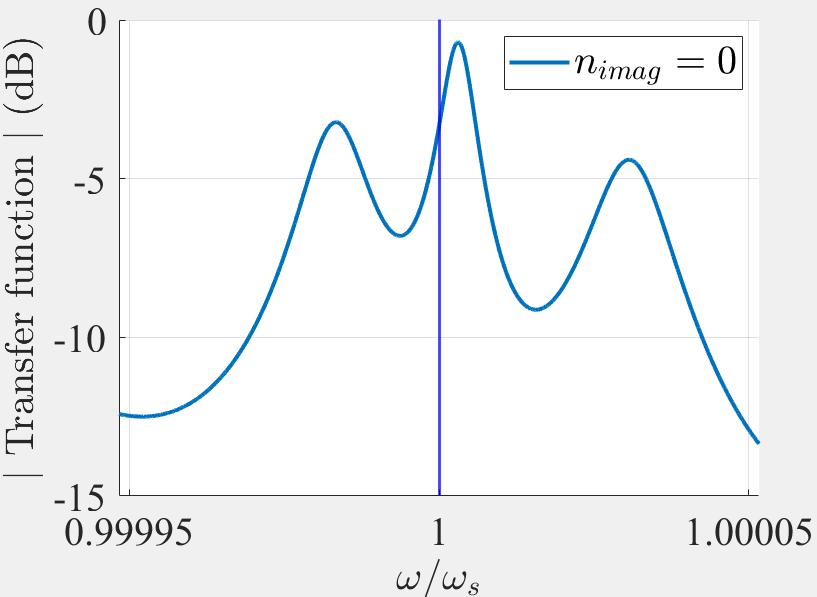 | Transfer function | (dB)
0
-5
-10
-15
n_{imag} = 0
0.99995 1 1.00005
ω/ω_s